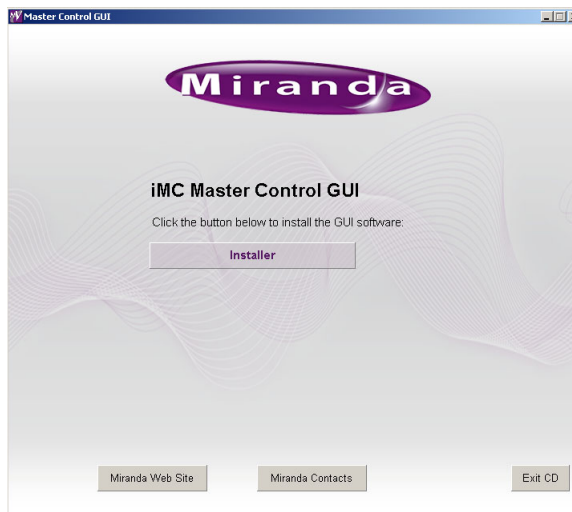 Master Control GUI
Miranda
iMC Master Control GUI
Click the button below to install the GUI software:
Installer
Miranda Web Site
Miranda Contacts
Exit CD